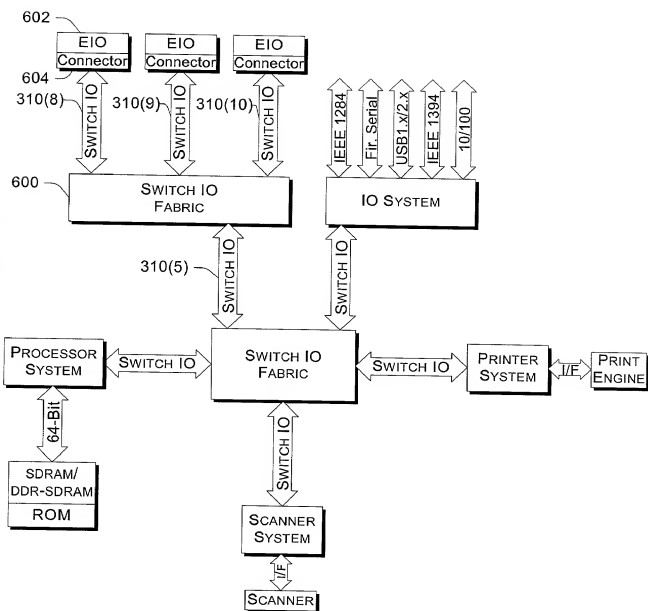 602
EIO
Connector
EIO
Connector
EIO
Connector
604
310(8)
SWITCH IO
310(9)
SWITCH IO
310(10)
SWITCH IO
IEEE 1284
Fir. Serial
USB1.x/2.x
IEEE 1394
10/100
600
SWITCH IO
FABRIC
IO SYSTEM
310(5)
SWITCH IO
SWITCH IO
PROCESSOR
SYSTEM
SWITCH IO
SWITCH IO
FABRIC
SWITCH IO
PRINTER
SYSTEM
I/F
PRINT
ENGINE
64-Bit
SDRAM/
DDR-SDRAM
ROM
SWITCH IO
SCANNER
SYSTEM
I/F
SCANNER